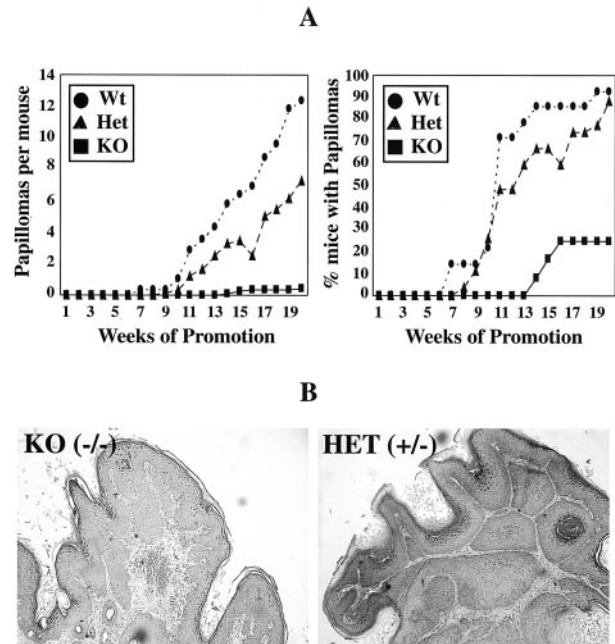 A
Papillomas per mouse
14
12
10
8
6
4
2
0
Wt
Het
KO
1 3 5 7 9 11 13 15 17 19
Weeks of Promotion
% mice with Papillomas
100
90
80
70
60
50
40
30
20
10
0
Wt
Het
KO
1 3 5 7 9 11 13 15 17 19
Weeks of Promotion
B
KO (-/-)
HET (+/-)